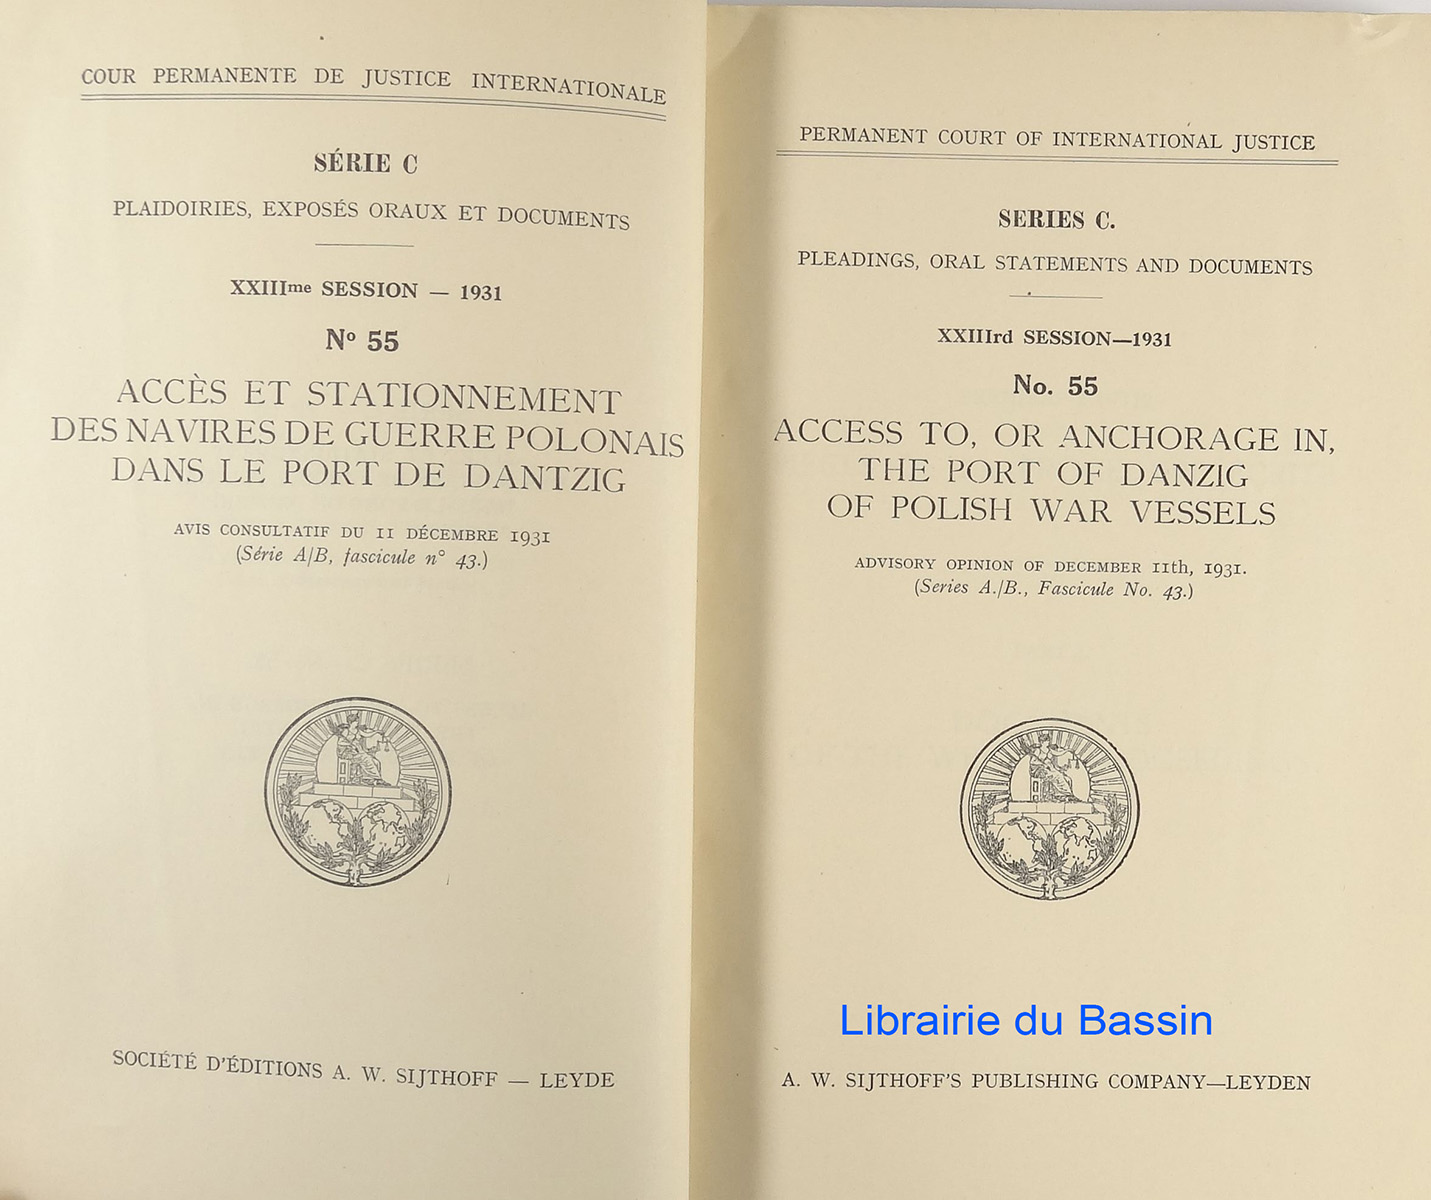 COUR PERMANENTE DE JUSTICE INTERNATIONALE
SÉRIE C
PLAIDOIRIES, EXPOSÉS ORAUX ET DOCUMENTS
XXIIIme SESSION — 1931
Nº 55
ACCÈS ET STATIONNEMENT
DES NAVIRES DE GUERRE POLONAIS
DANS LE PORT DE DANTZIG
AVIS CONSULTATIF DU 11 DÉCEMBRE 1931
(Série A/B, fascicule n° 43.)
SOCIÉTÉ D'ÉDITIONS A. W. SIJTHOFF — LEYDE
PERMANENT COURT OF INTERNATIONAL JUSTICE
SERIES C.
PLEADINGS, ORAL STATEMENTS AND DOCUMENTS
XXIIIrd SESSION—1931
No. 55
ACCESS TO, OR ANCHORAGE IN,
THE PORT OF DANZIG
OF POLISH WAR VESSELS
ADVISORY OPINION OF DECEMBER 11th, 1931.
(Series A./B., Fascicule No. 43.)
Librairie du Bassin
A. W. SIJTHOFF'S PUBLISHING COMPANY—LEYDEN